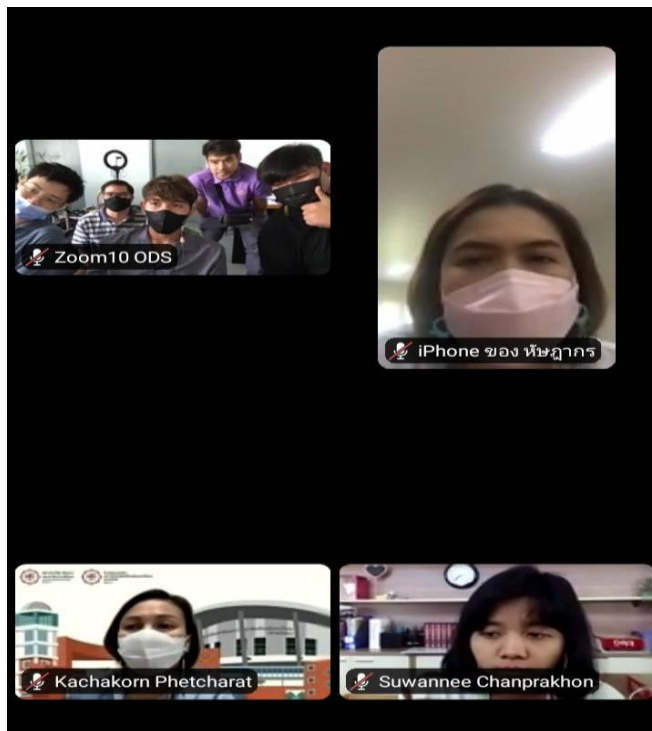 Zoom10 ODS
iPhone ของ หัษฎากร
Kachakorn Phetcharat
Suwannee Chanprakhon